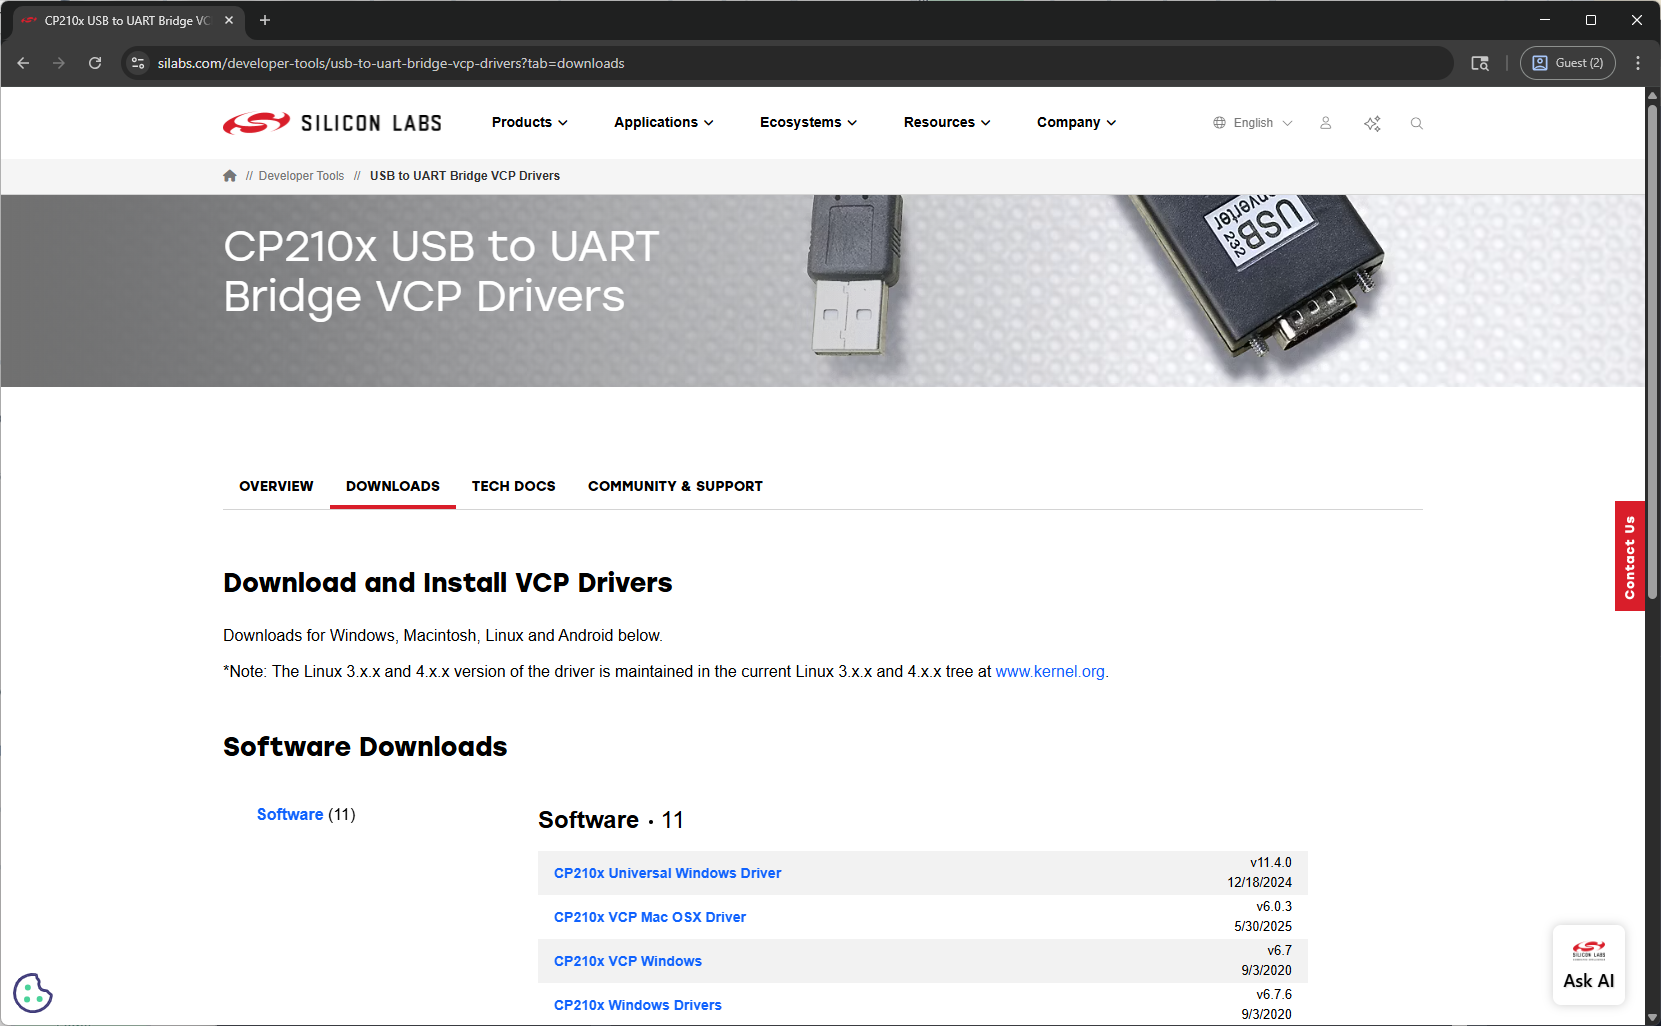 CP210x USB to UART Bridge VC
silabs.com/developer-tools/usb-to-uart-bridge-vcp-drivers?tab=downloads
Guest (2)
SILICON LABS
Products
Applications
Ecosystems
Resources
Company
English
// Developer Tools // USB to UART Bridge VCP Drivers
CP210x USB to UART
Bridge VCP Drivers
USB
232
OVERVIEW
DOWNLOADS
TECH DOCS
COMMUNITY & SUPPORT
Contact Us
Download and Install VCP Drivers
Downloads for Windows, Macintosh, Linux and Android below.
*Note: The Linux 3.x.x and 4.x.x version of the driver is maintained in the current Linux 3.x.x and 4.x.x tree at www.kernel.org.
Software Downloads
Software (11)
Software • 11
CP210x Universal Windows Driver
v11.4.0
12/18/2024
CP210x VCP Mac OSX Driver
v6.0.3
5/30/2025
CP210x VCP Windows
v6.7
9/3/2020
CP210x Windows Drivers
v6.7.6
9/3/2020
SILICON LABS
Ask AI